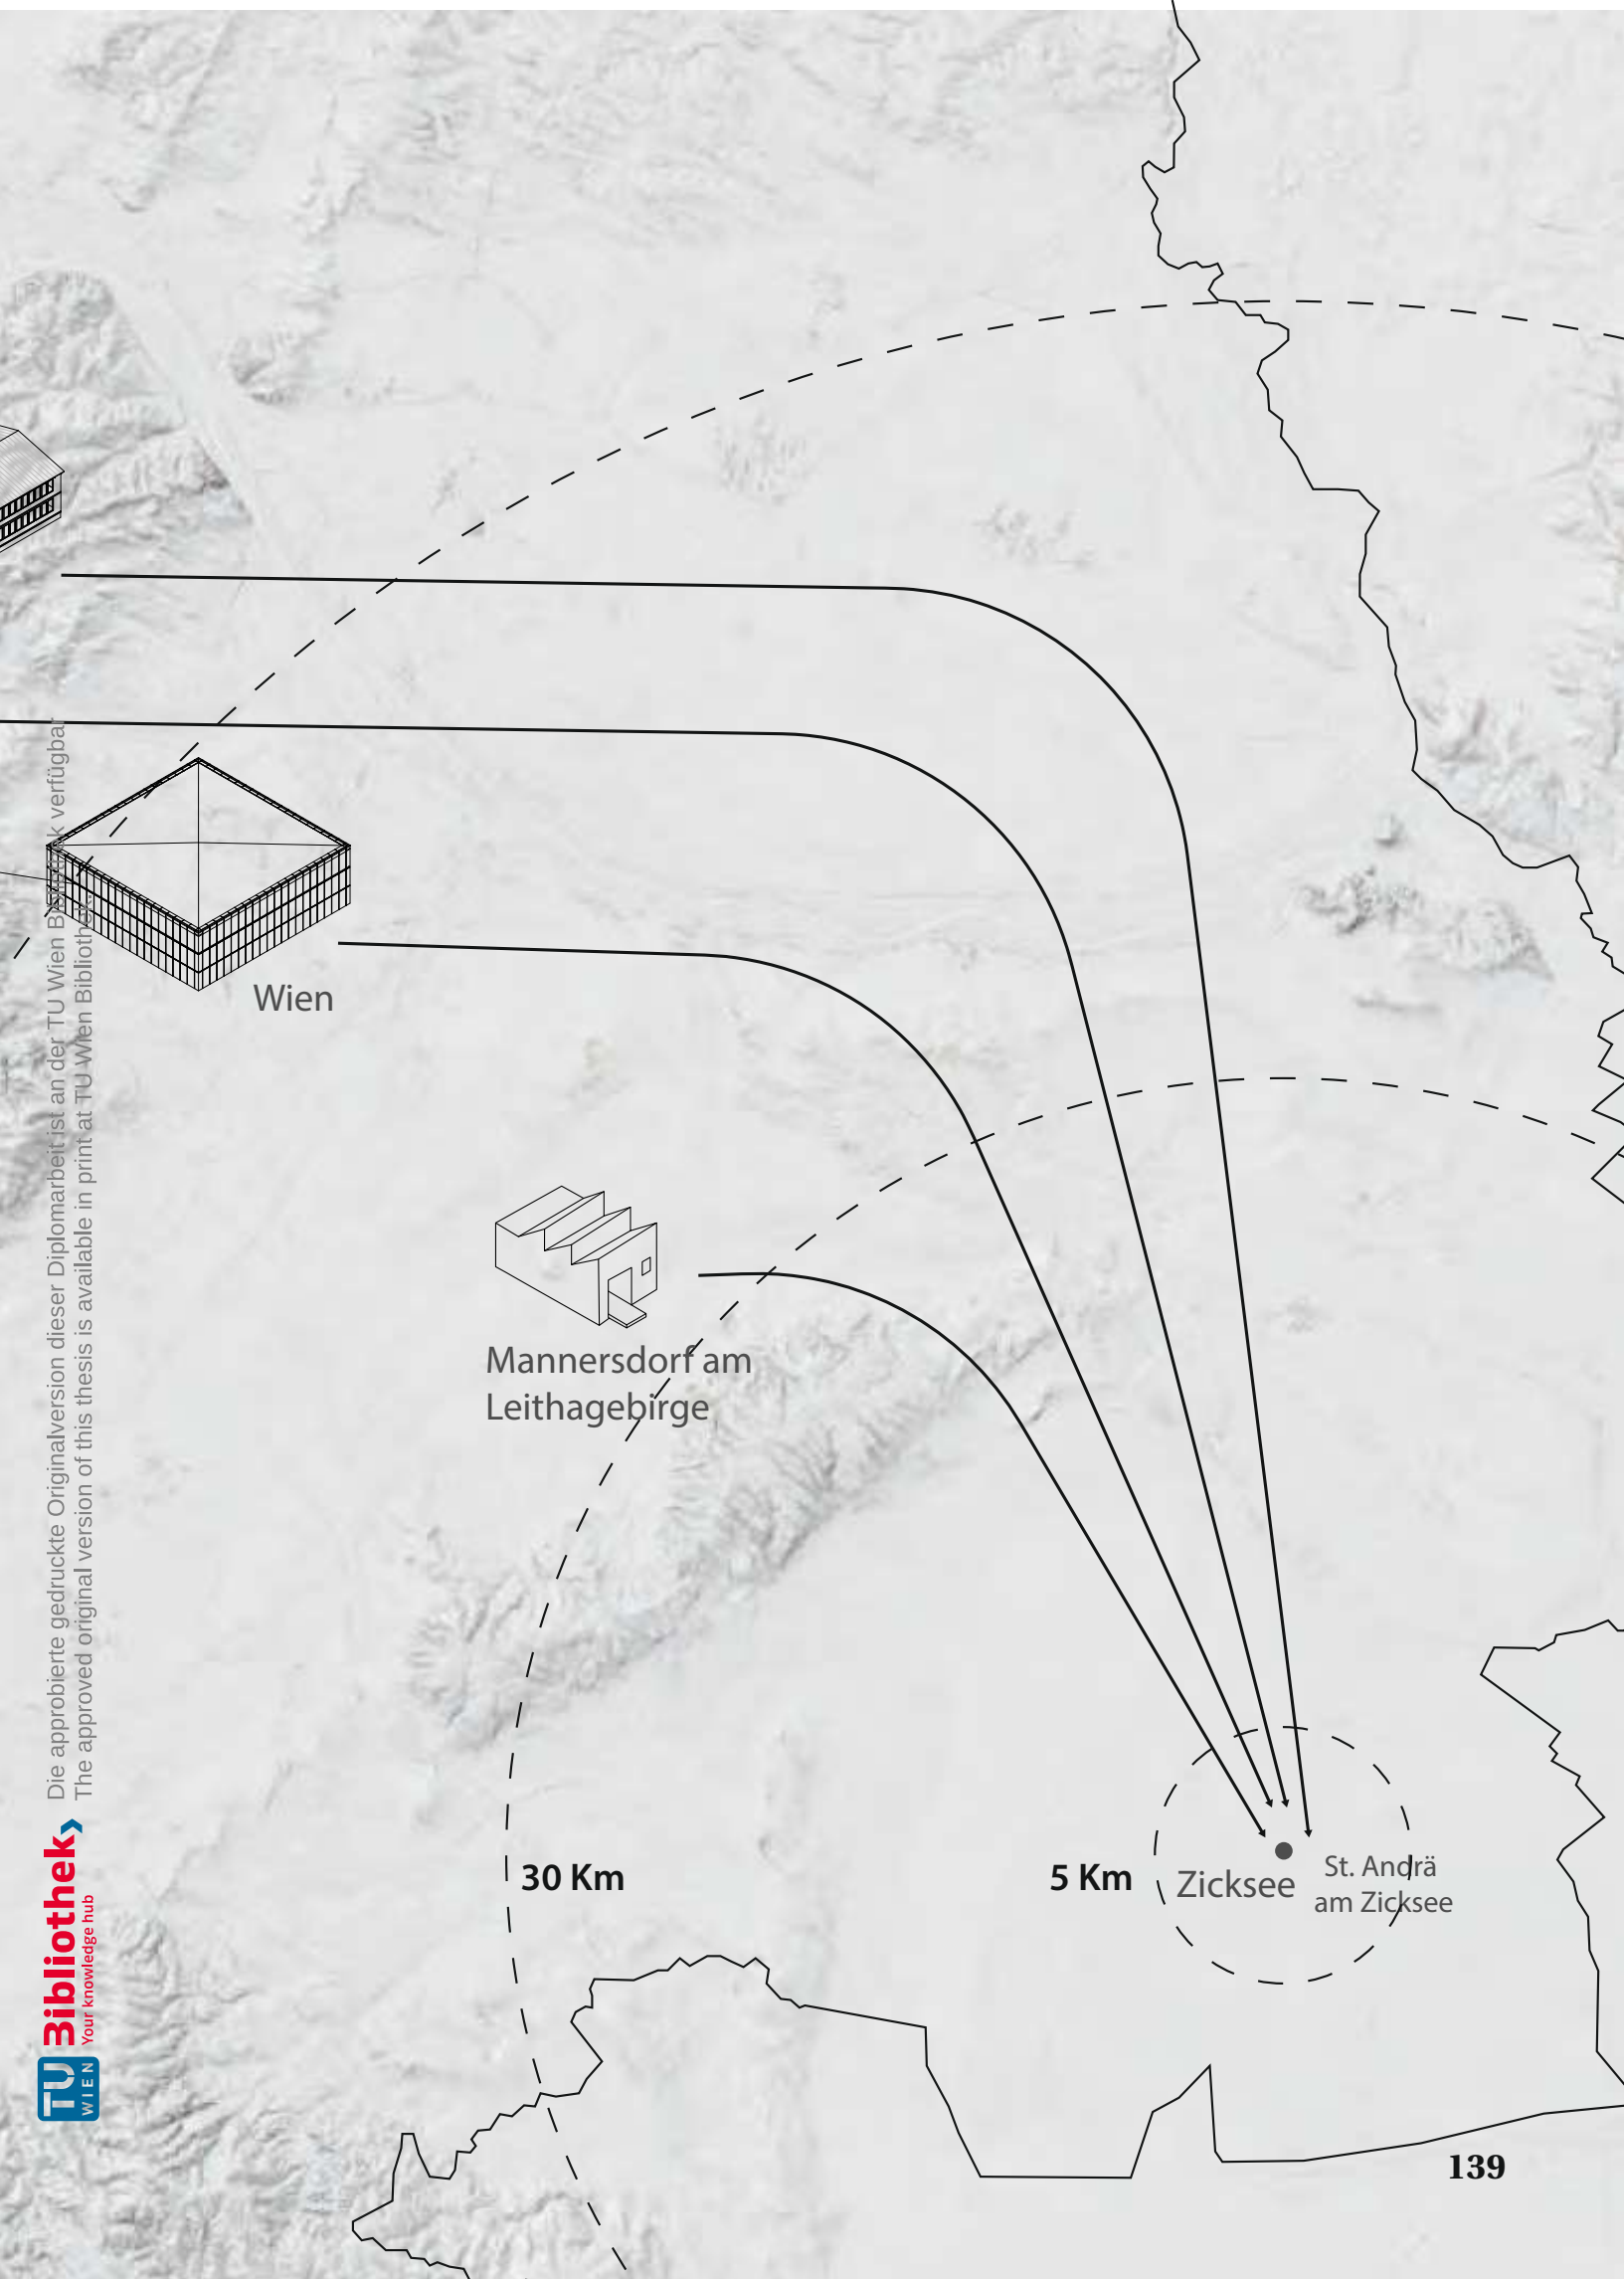 Wien
Mannersdorf am
Leithagebirge
30 Km
5 Km
Zicksee
St. Andrä
am Zicksee
139
Die approbierte gedruckte Originalversion dieser Diplomarbeit ist an der TU Wien Bibliothek verfügbar
The approved original version of this thesis is available in print at TU Wien Bibliothek.
TU
WIEN
Bibliothek
Your knowledge hub